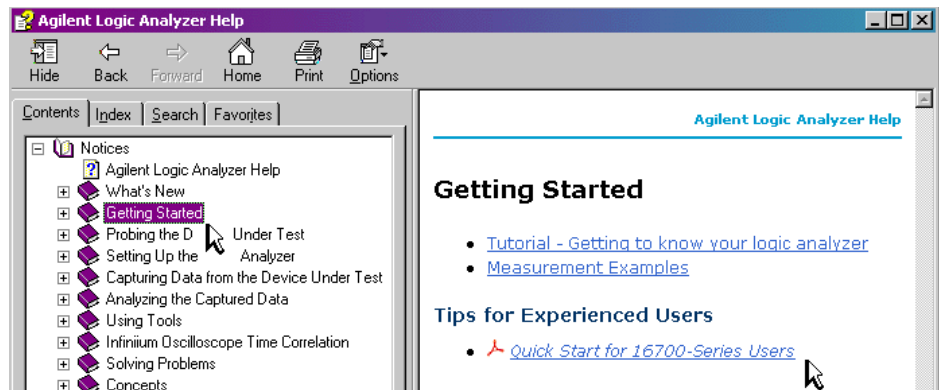 Agilent Logic Analyzer Help
Hide Back Forward Home Print Options
Contents Index Search Favorites
Notices
Agilent Logic Analyzer Help
What's New
Getting Started
Probing the D Under Test
Setting Up the Analyzer
Capturing Data from the Device Under Test
Analyzing the Captured Data
Using Tools
Infiniium Oscilloscope Time Correlation
Solving Problems
Concepts
Agilent Logic Analyzer Help
Getting Started
Tutorial - Getting to know your logic analyzer
Measurement Examples
Tips for Experienced Users
Quick Start for 16700-Series Users